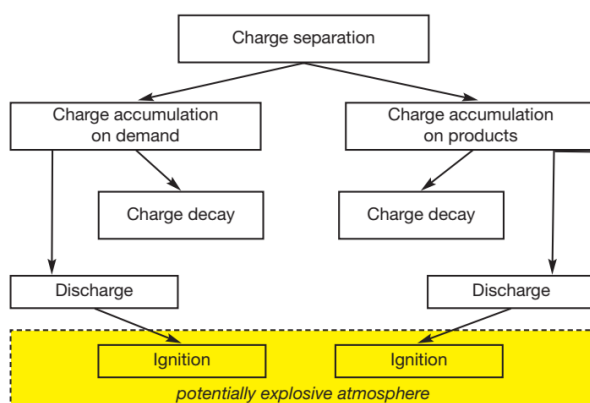 Charge separation
Charge accumulation
on demand
Charge accumulation
on products
Charge decay
Charge decay
Discharge
Discharge
Ignition
Ignition
potentially explosive atmosphere